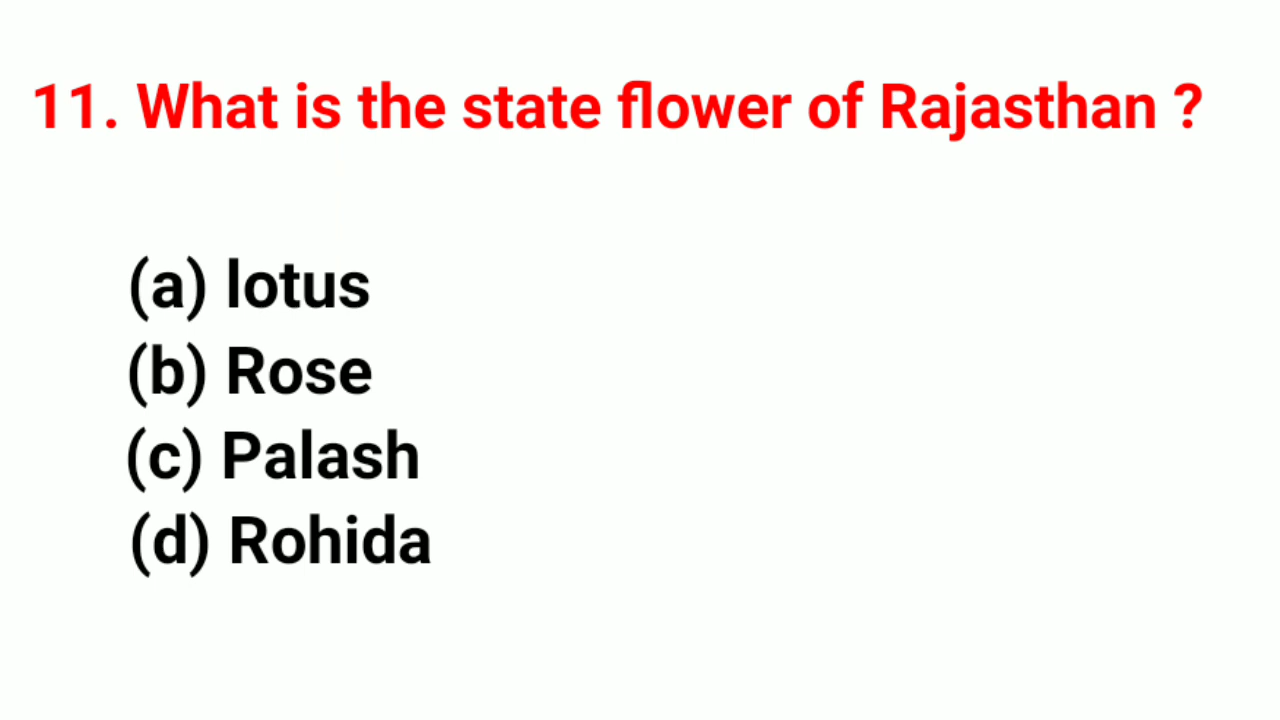 11. What is the state flower of Rajasthan ?
(a) lotus
(b) Rose
(c) Palash
(d) Rohida